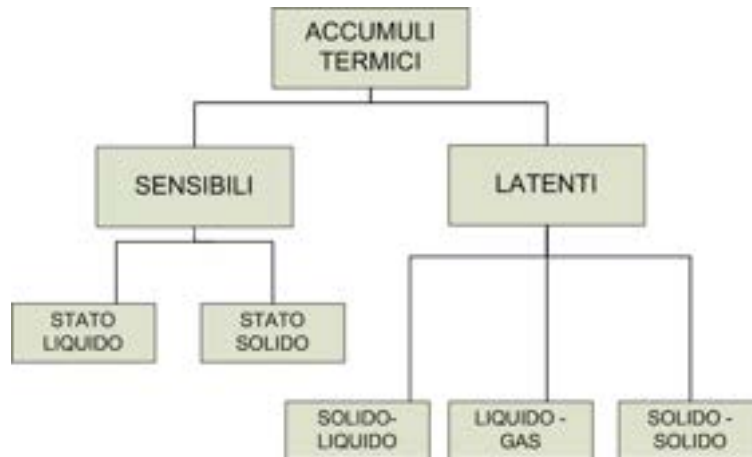 ACCUMULI
TERMICI
SENSIBILI
LATENTI
STATO
LIQUIDO
STATO
SOLIDO
SOLIDO-
LIQUIDO
LIQUIDO -
GAS
SOLIDO -
SOLIDO